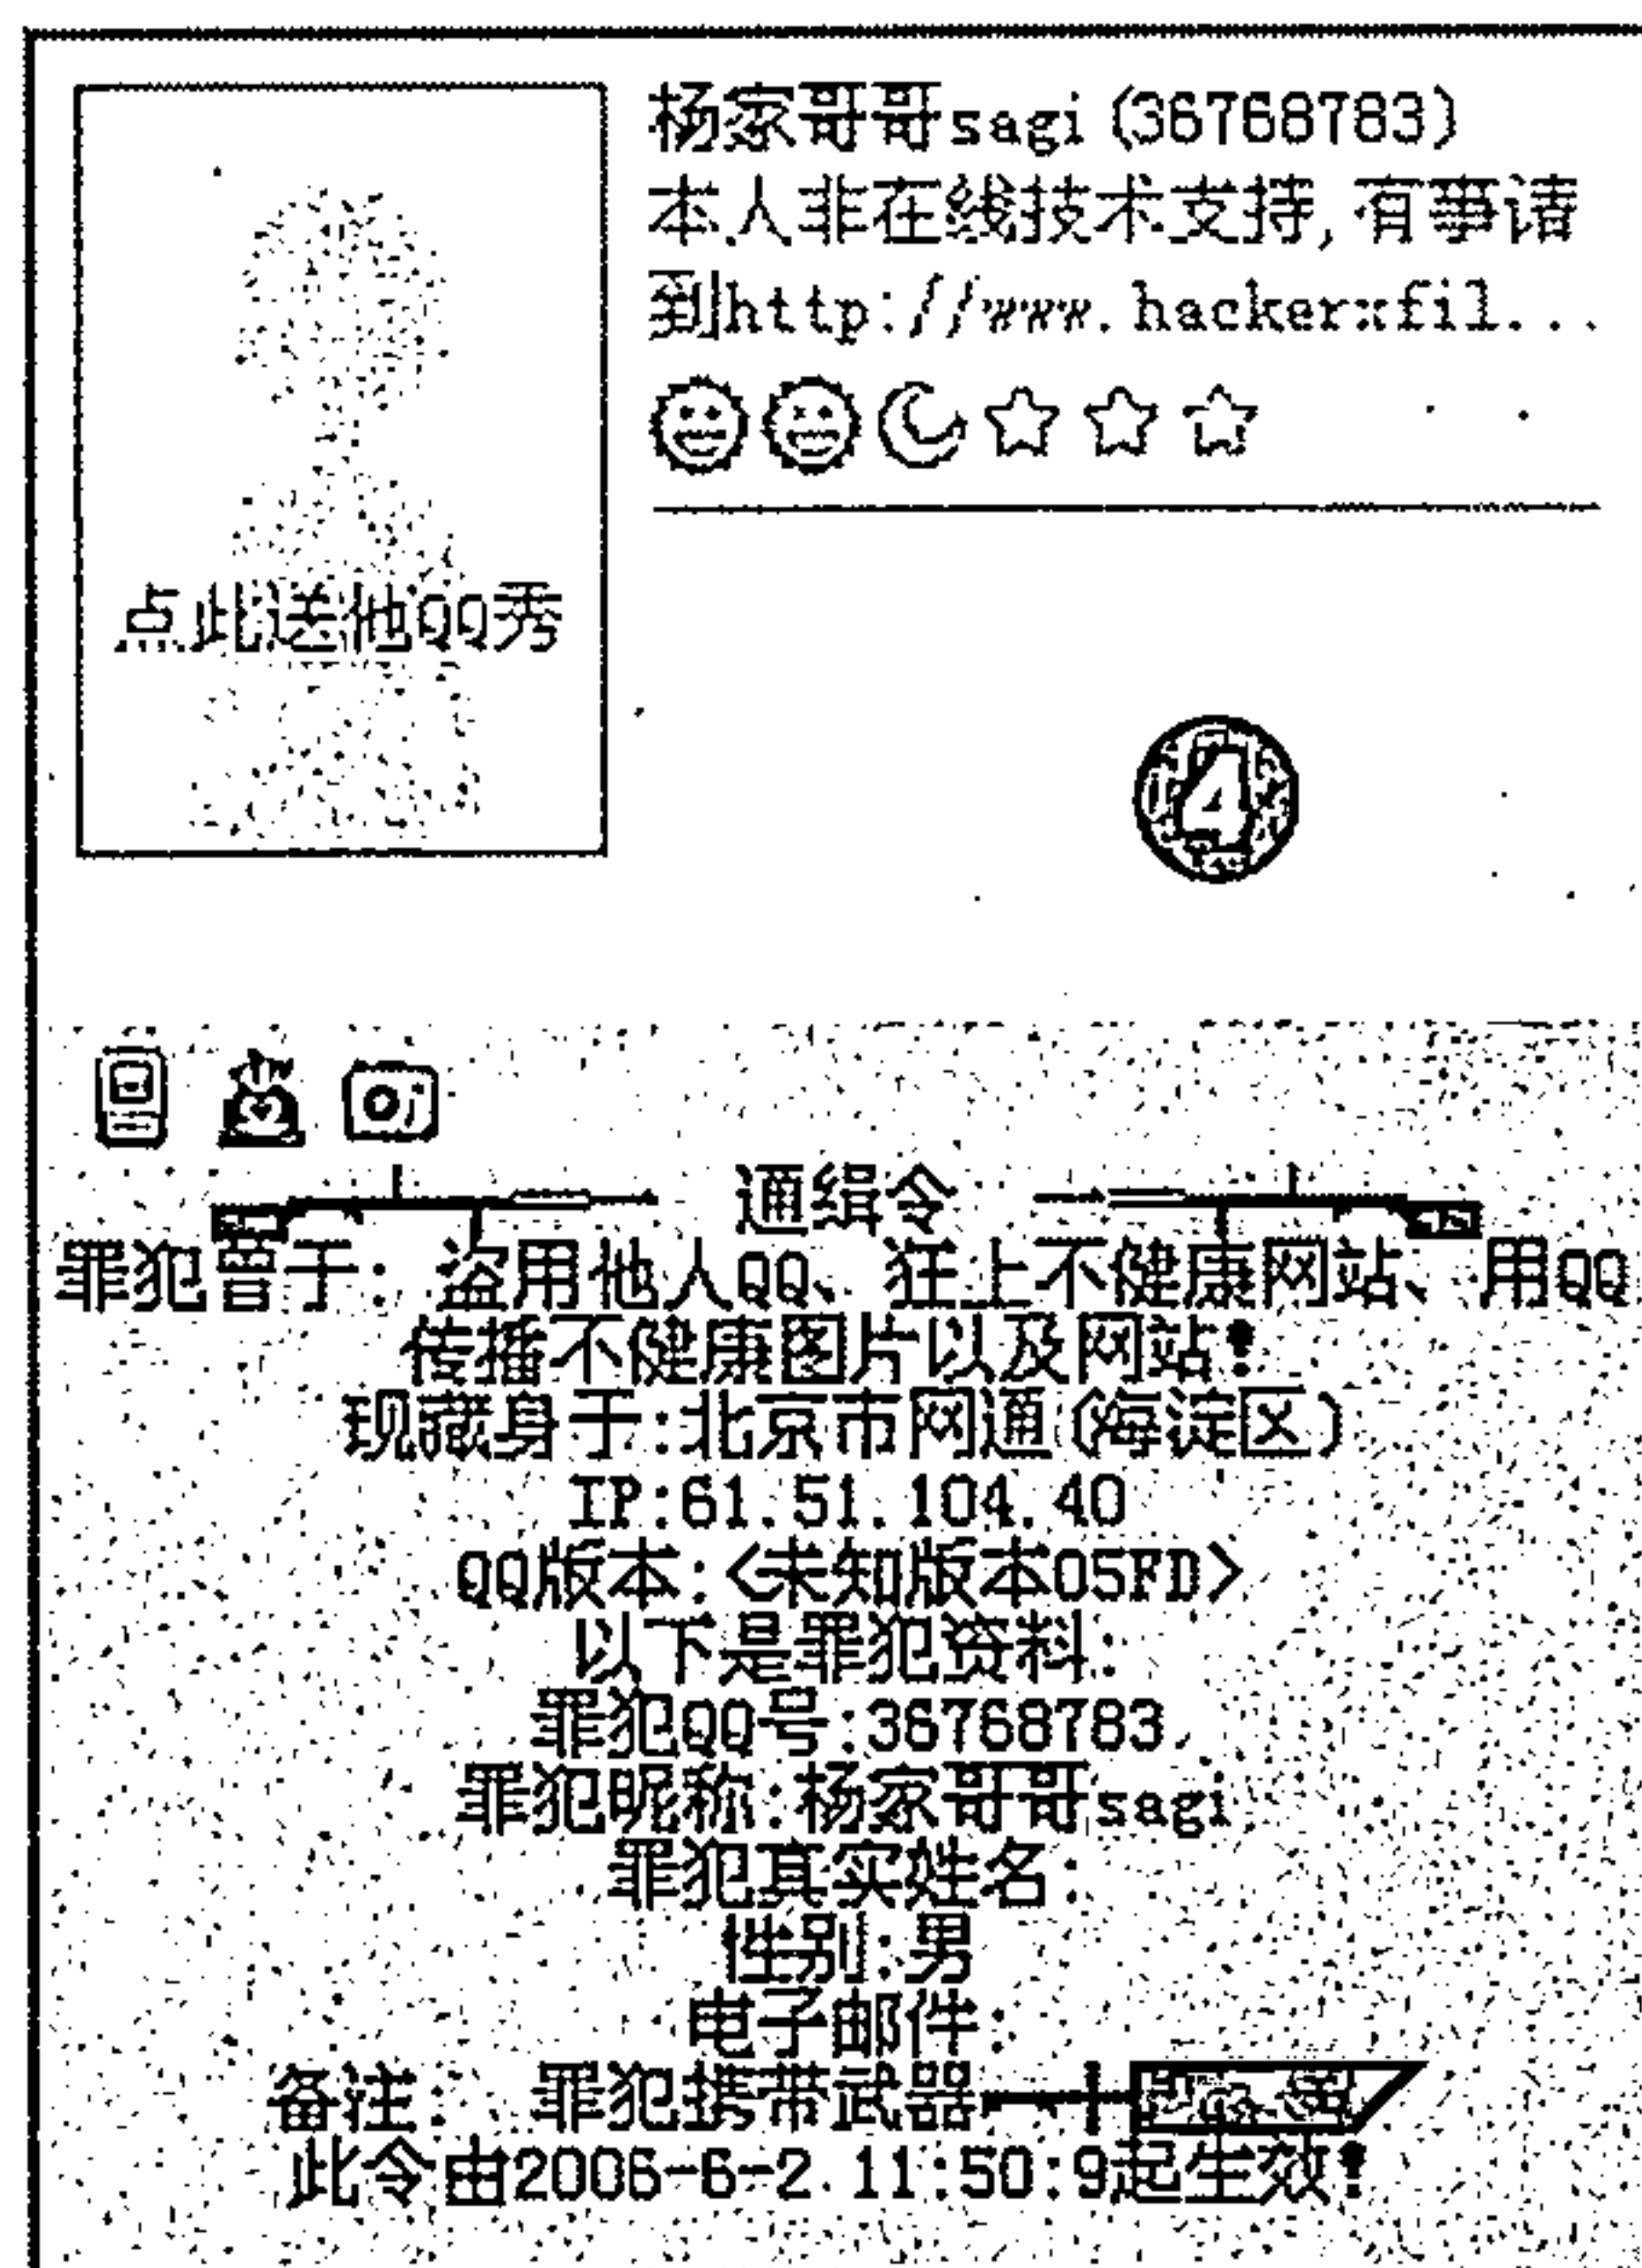 杨家哥哥sagi (36768783)
本人非在线技术支持,有事请
到http://www.hackerxfil...
点此送他QQ秀
4
通缉令
罪犯曾于: 盗用他人QQ、狂上不健康网站、用QQ
传播不健康图片以及网站!
现藏身于:北京市网通(海淀区)
IP:61.51.104.40
QQ版本:<未知版本05FD>
以下是罪犯资料:
罪犯QQ号:36768783
罪犯昵称:杨家哥哥sagi
罪犯真实姓名:
性别:男
电子邮件:
备注: 罪犯携带武器
此令由2006-6-2 11:50:9起生效!